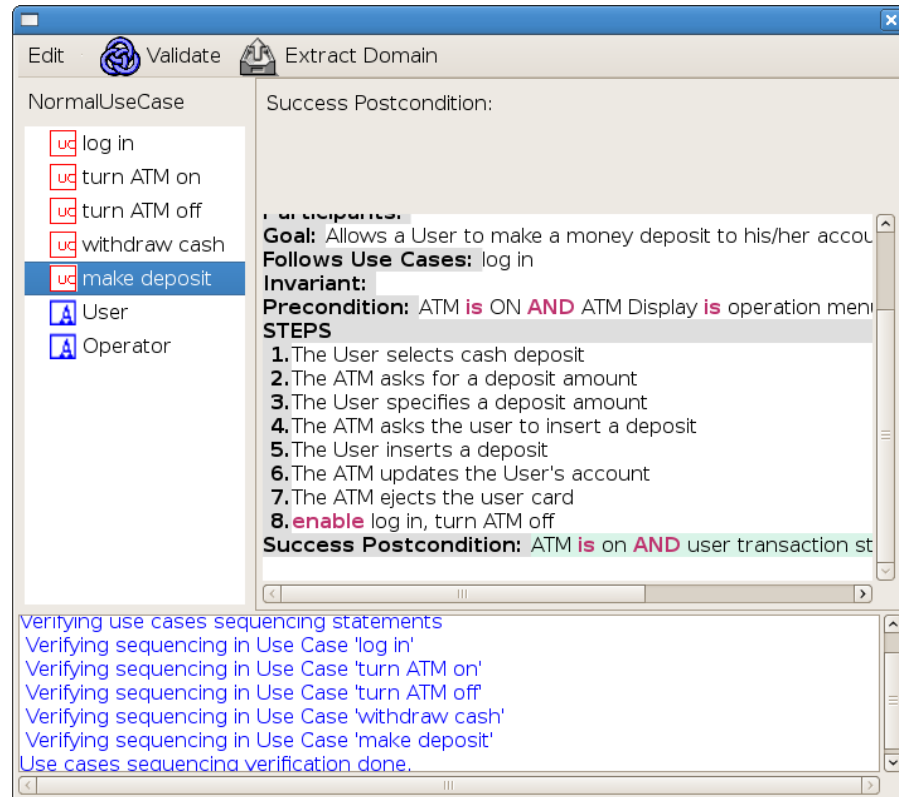 Edit Validate Extract Domain
NormalUseCase
uc log in
uc turn ATM on
uc turn ATM off
uc withdraw cash
uc make deposit
A User
A Operator
Success Postcondition:
Participants:
Goal: Allows a User to make a money deposit to his/her accou
Follows Use Cases: log in
Invariant:
Precondition: ATM is ON AND ATM Display is operation menu
STEPS
1. The User selects cash deposit
2. The ATM asks for a deposit amount
3. The User specifies a deposit amount
4. The ATM asks the user to insert a deposit
5. The User inserts a deposit
6. The ATM updates the User's account
7. The ATM ejects the user card
8. enable log in, turn ATM off
Success Postcondition: ATM is on AND user transaction st
Verifying use cases sequencing statements
Verifying sequencing in Use Case 'log in'
Verifying sequencing in Use Case 'turn ATM on'
Verifying sequencing in Use Case 'turn ATM off'
Verifying sequencing in Use Case 'withdraw cash'
Verifying sequencing in Use Case 'make deposit'
Use cases sequencing verification done.